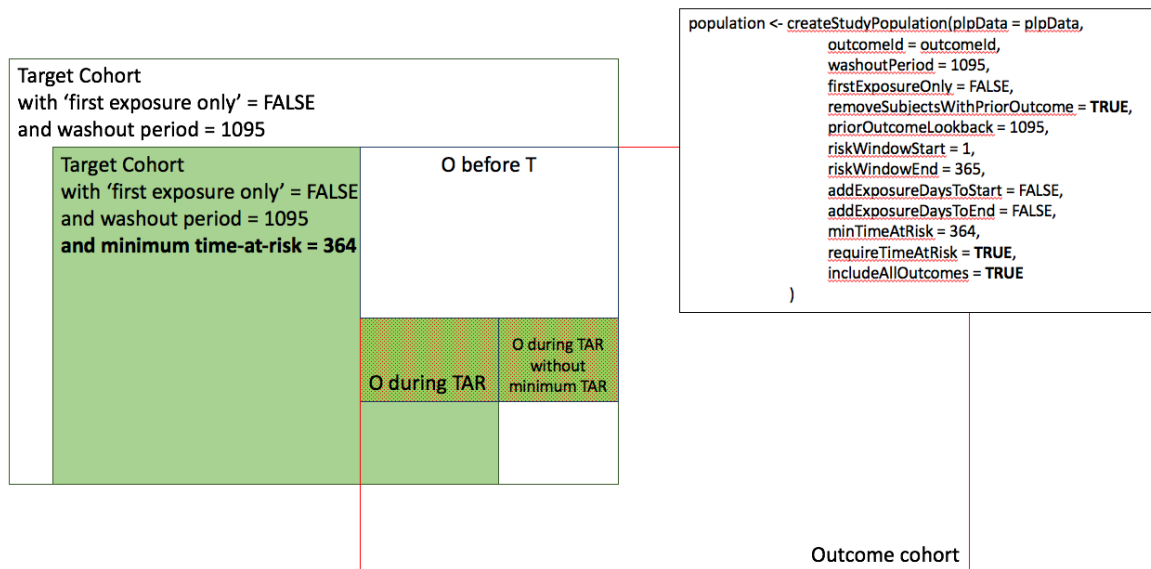 Target Cohort
with ‘first exposure only’ = FALSE
and washout period = 1095
Target Cohort
with ‘first exposure only’ = FALSE
and washout period = 1095
and minimum time-at-risk = 364
O before T
O during TAR
O during TAR
without
minimum TAR
population <- createStudyPopulation(plpData = plpData,
outcomeId = outcomeId,
washoutPeriod = 1095,
firstExposureOnly = FALSE,
removeSubjectsWithPriorOutcome = TRUE,
priorOutcomeLookback = 1095,
riskWindowStart = 1,
riskWindowEnd = 365,
addExposureDaysToStart = FALSE,
addExposureDaysToEnd = FALSE,
minTimeAtRisk = 364,
requireTimeAtRisk = TRUE,
includeAllOutcomes = TRUE
)
Outcome cohort